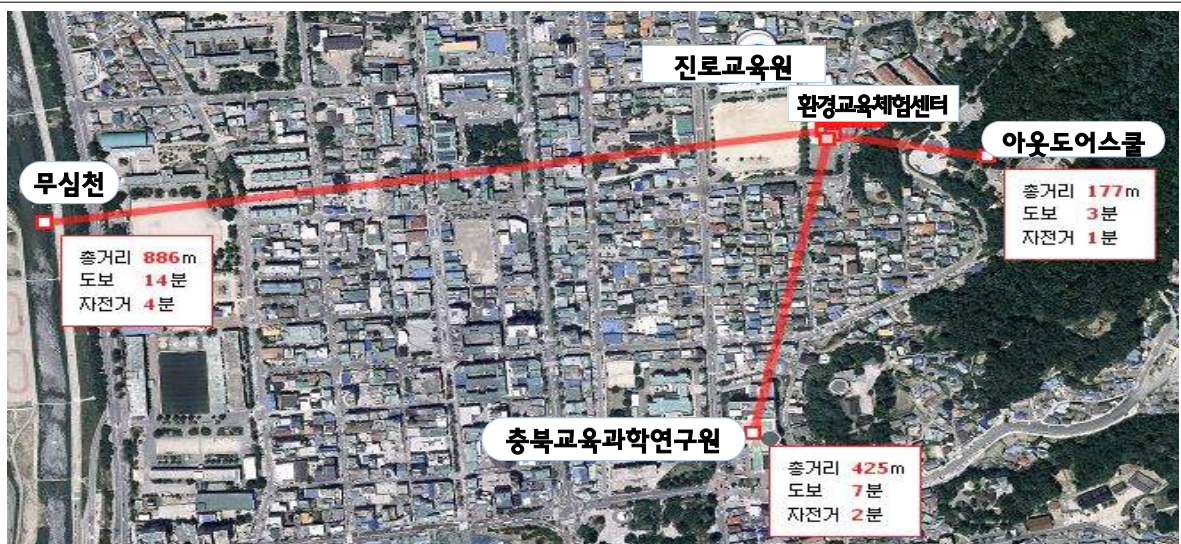 진로교육원
환경교육체험센터
아웃도어스쿨
총거리 177m
도보 3분
자전거 1분
무심천
총거리 886m
도보 14분
자전거 4분
충북교육과학연구원
총거리 425m
도보 7분
자전거 2분